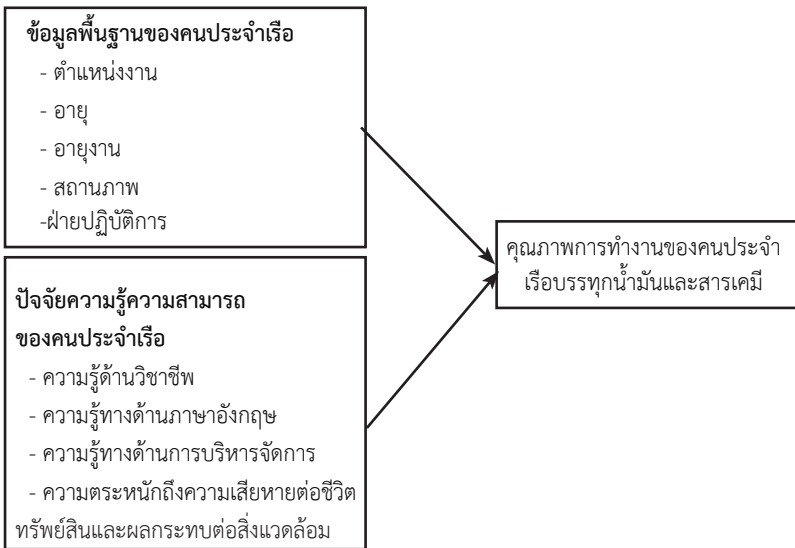 ข้อมูลพื้นฐานของคนประจำเรือ
- ตำแหน่งงาน
- อายุ
- อายุงาน
- สถานภาพ
-ฝ่ายปฏิบัติการ
ปัจจัยความรู้ความสามารถ
ของคนประจำเรือ
- ความรู้ด้านวิชาชีพ
- ความรู้ทางด้านภาษาอังกฤษ
- ความรู้ทางด้านการบริหารจัดการ
- ความตระหนักถึงความเสียหายต่อชีวิต
ทรัพย์สินและผลกระทบต่อสิ่งแวดล้อม
คุณภาพการทำงานของคนประจำ
เรือบรรทุกน้ำมันและสารเคมี